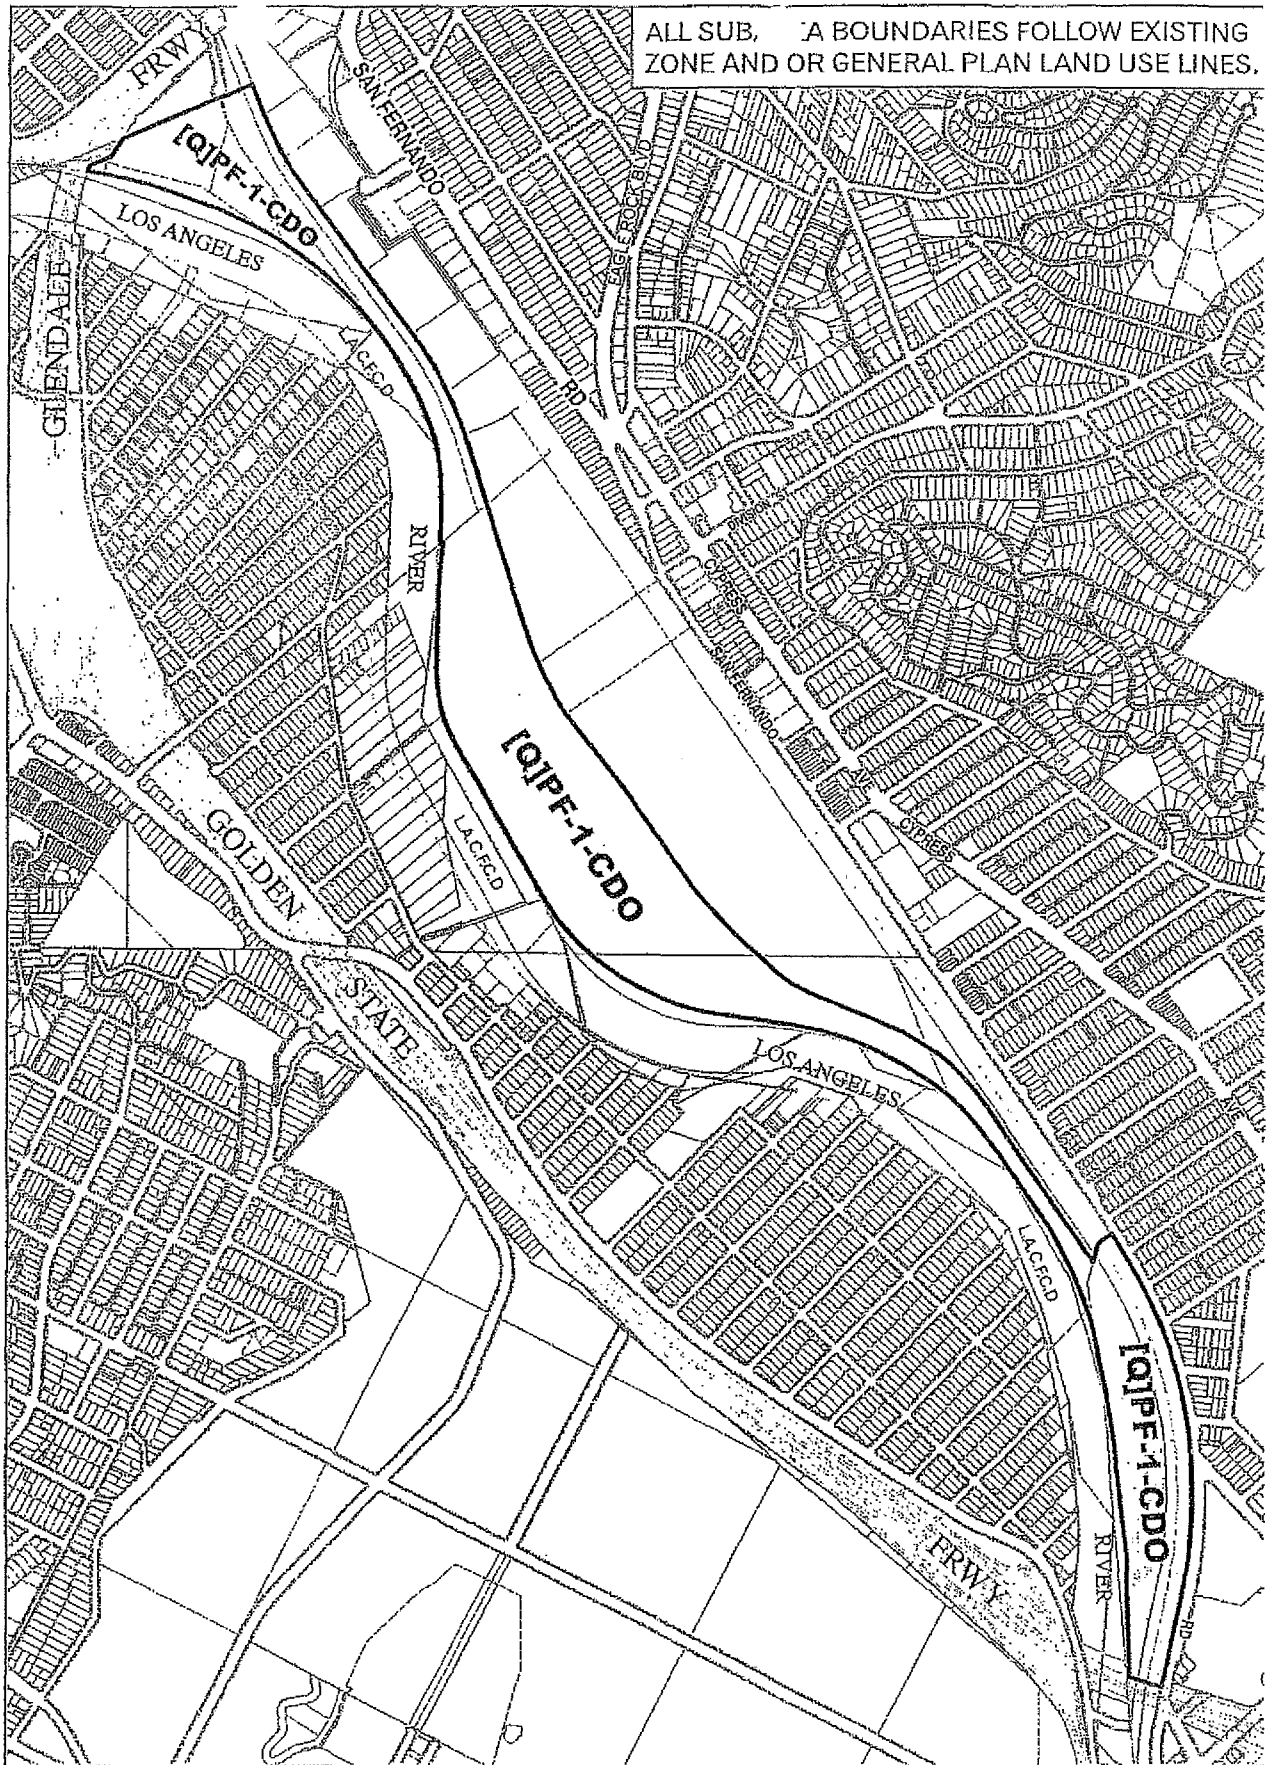 ALL SUB. A BOUNDARIES FOLLOW EXISTING
ZONE AND OR GENERAL PLAN LAND USE LINES.
FRWY
SAN FERNANDO
[Q]PF-1-CDO
LOS ANGELES
EAGLE ROCK BLVD
GLENDALE
L.A.C.F.C.D
RD
RIVER
CYPRESS
SAN FERNANDO
[Q]PF-1-CDO
GOLDEN
L.A.C.F.C.D
AVE
CYPRESS
STATE
LOS ANGELES
AVE
L.A.C.F.C.D
[Q]PF-1-CDO
FRWY
RIVER
RD